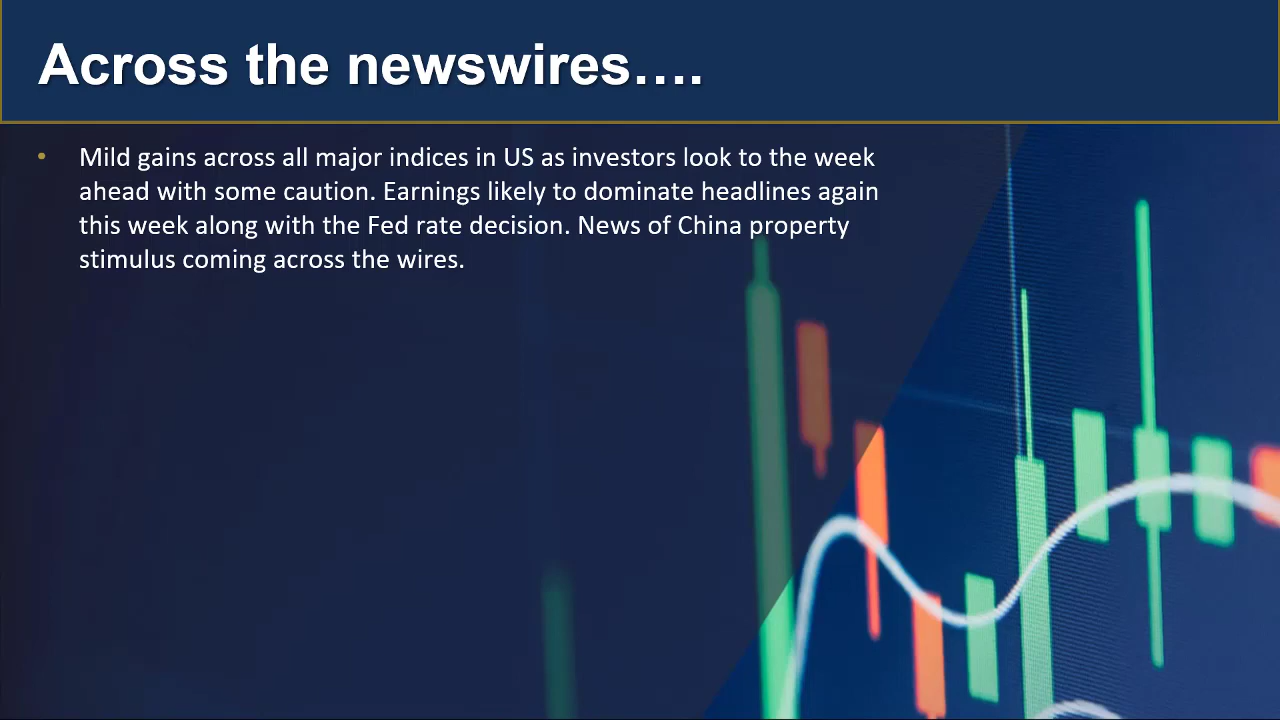 Across the newswires....
• Mild gains across all major indices in US as investors look to the week
ahead with some caution. Earnings likely to dominate headlines again
this week along with the Fed rate decision. News of China property
stimulus coming across the wires.